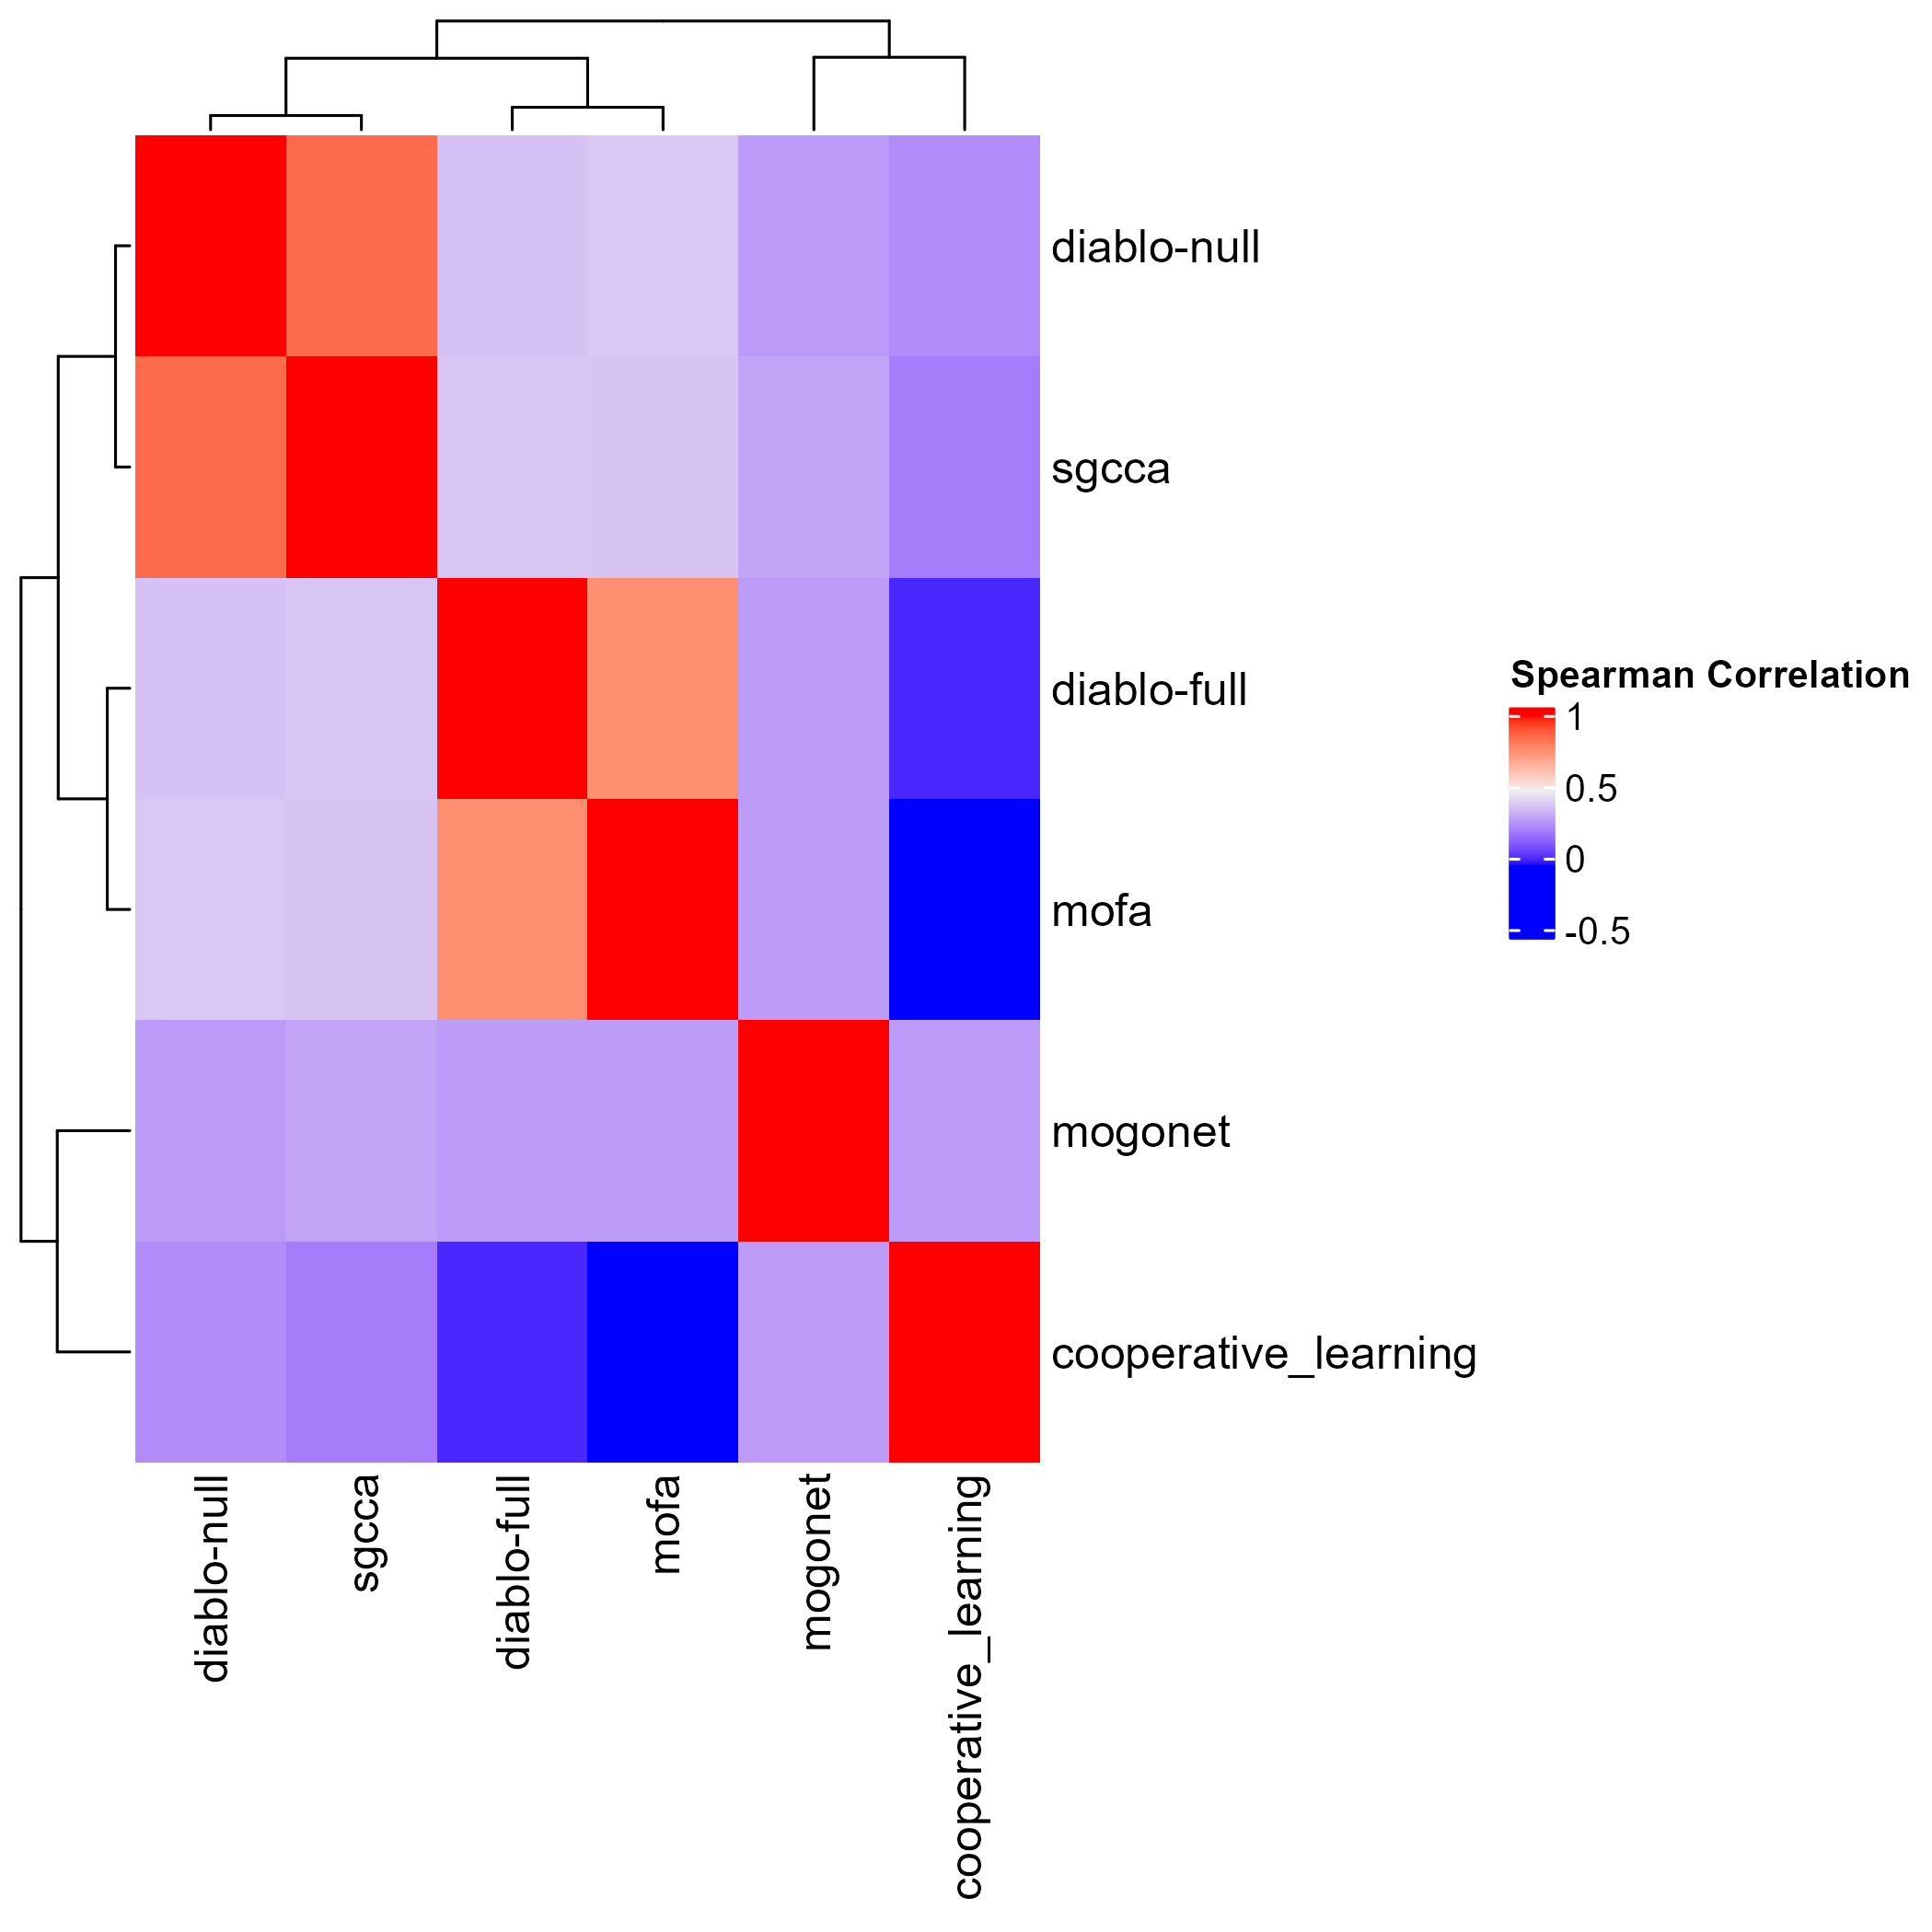 diablo-null
sgcca
diablo-full
mofa
mogonet
cooperative_learning
Spearman Correlation
1
0.5
0
-0.5
diablo-null
sgcca
diablo-full
mofa
mogonet
cooperative_learning